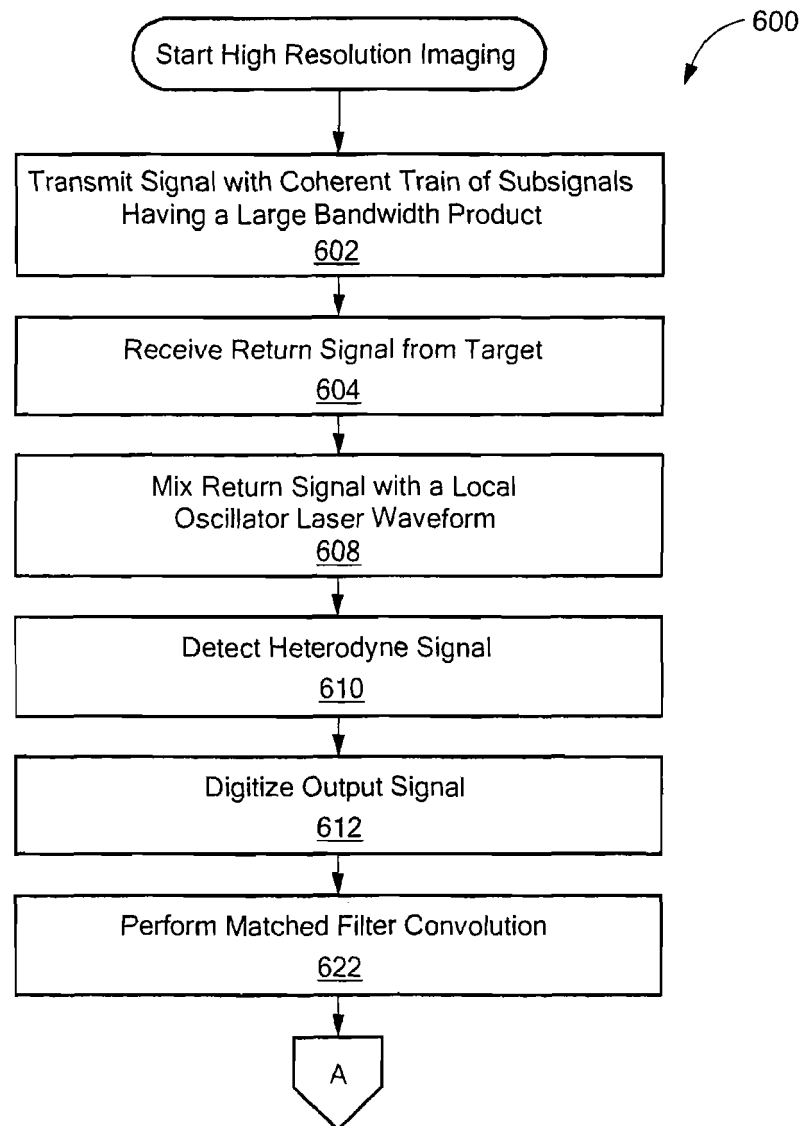 600
Start High Resolution Imaging
Transmit Signal with Coherent Train of Subsignals
Having a Large Bandwidth Product
602
Receive Return Signal from Target
604
Mix Return Signal with a Local
Oscillator Laser Waveform
608
Detect Heterodyne Signal
610
Digitize Output Signal
612
Perform Matched Filter Convolution
622
A